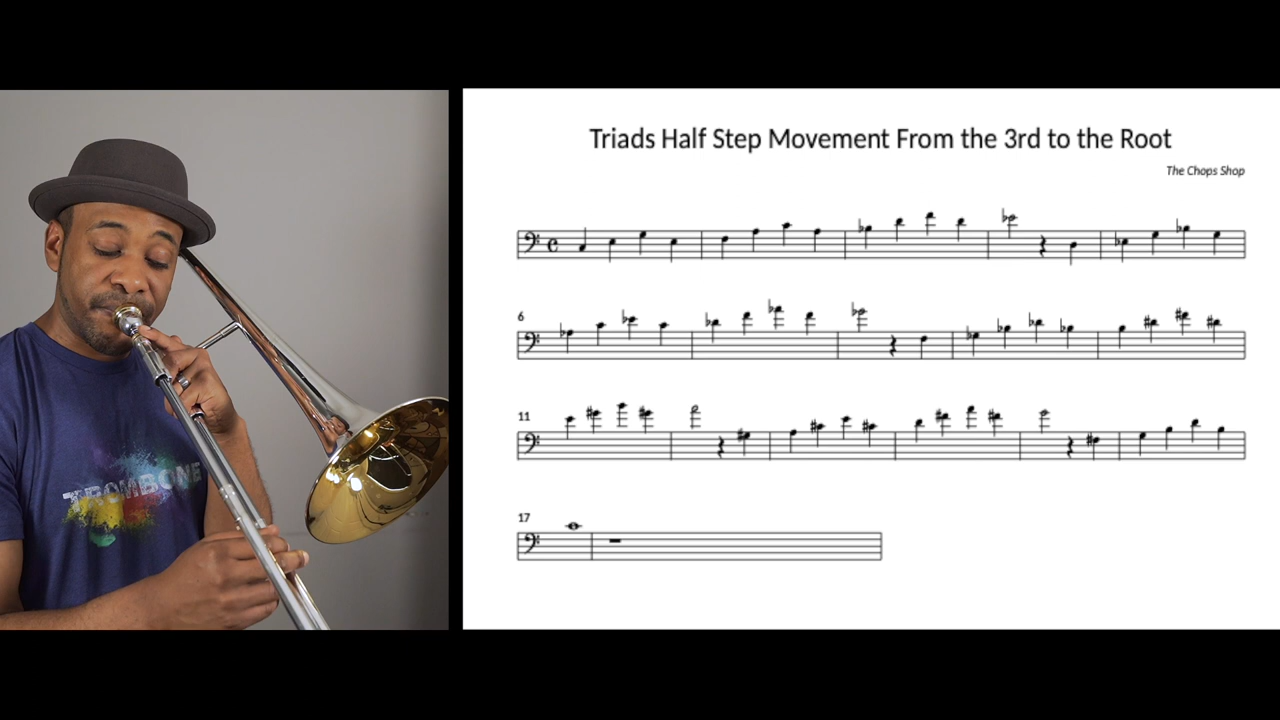 Triads Half Step Movement From the 3rd to the Root
The Chops Shop
6
11
17
TROMBONE